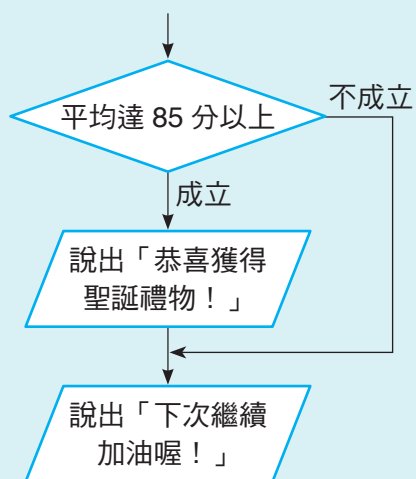 平均達 85 分以上
不成立
成立
說出「恭喜獲得
聖誕禮物！」
說出「下次繼續
加油喔！」